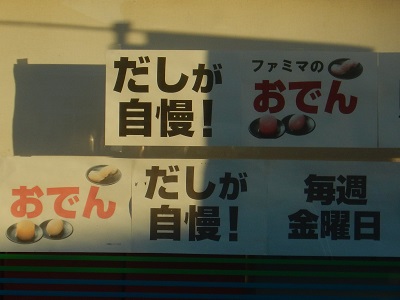 だしが
自慢!
ファミマの
おでん
おでん
だしが
自慢!
毎週
金曜日